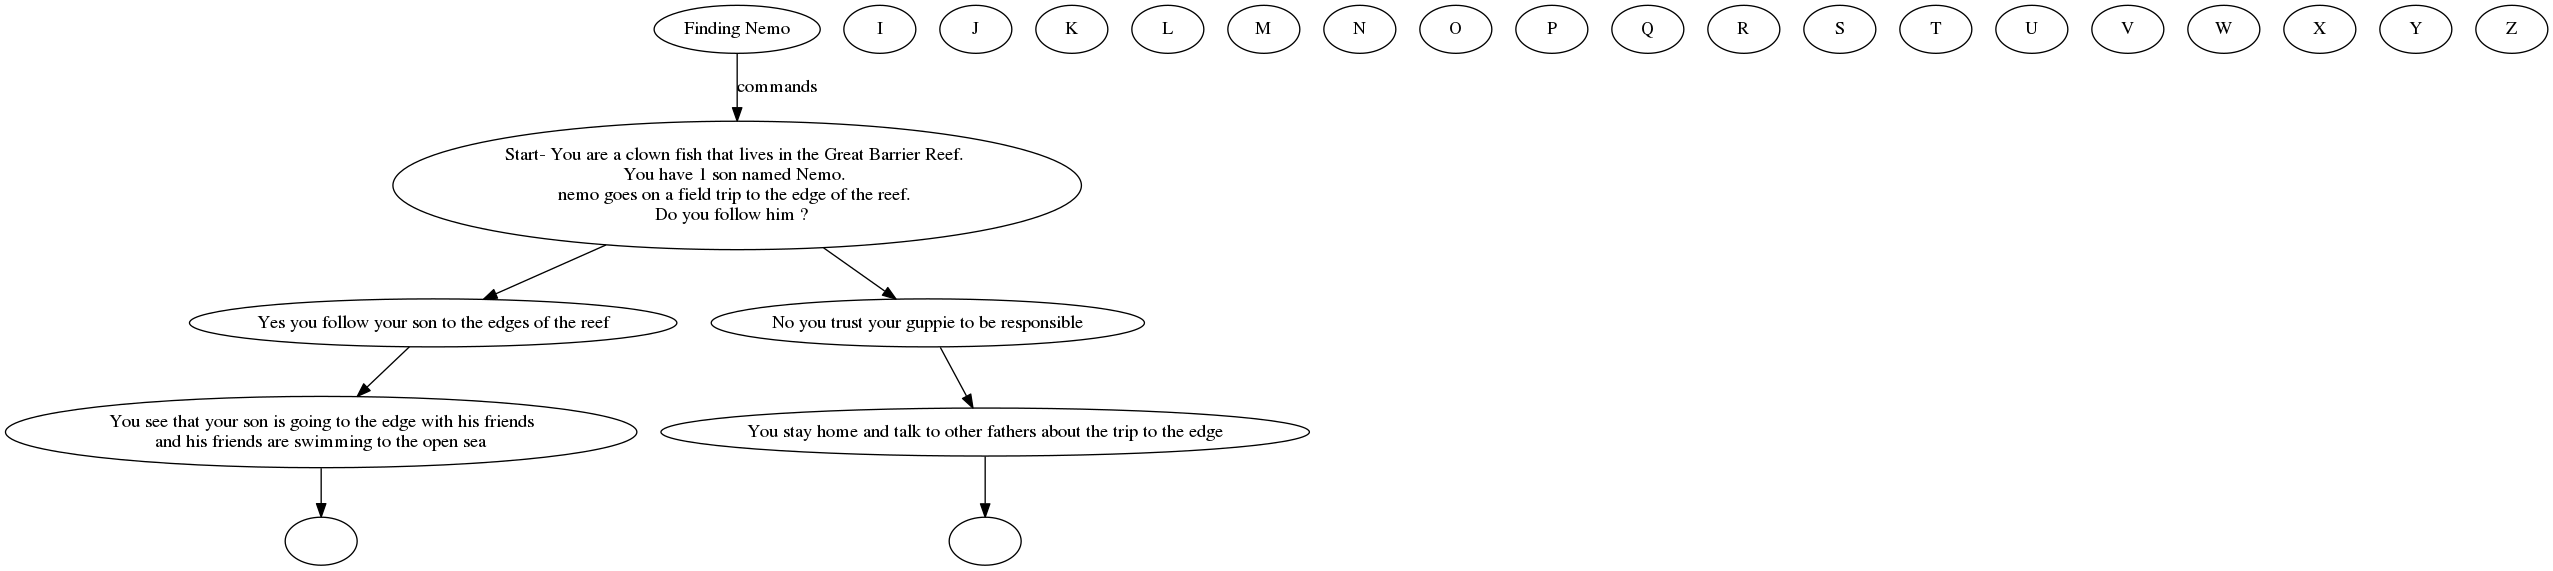 Finding Nemo
I
J
K
L
M
N
O
P
Q
R
S
T
U
V
W
X
Y
Z
commands
Start- You are a clown fish that lives in the Great Barrier Reef.
You have 1 son named Nemo.
nemo goes on a field trip to the edge of the reef.
Do you follow him ?
Yes you follow your son to the edges of the reef
No you trust your guppie to be responsible
You see that your son is going to the edge with his friends
and his friends are swimming to the open sea
You stay home and talk to other fathers about the trip to the edge